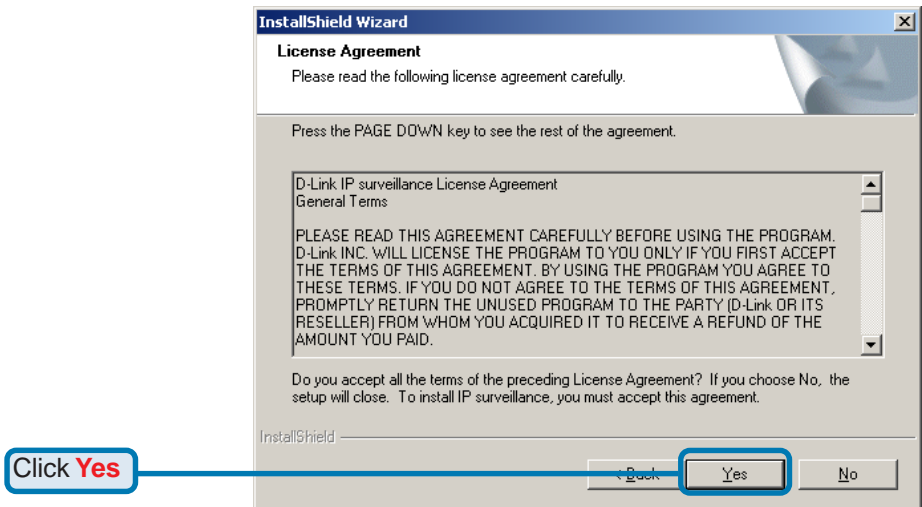 InstallShield Wizard
License Agreement
Please read the following license agreement carefully.
Press the PAGE DOWN key to see the rest of the agreement.
D-Link IP surveillance License Agreement
General Terms
PLEASE READ THIS AGREEMENT CAREFULLY BEFORE USING THE PROGRAM.
D-Link INC. WILL LICENSE THE PROGRAM TO YOU ONLY IF YOU FIRST ACCEPT
THE TERMS OF THIS AGREEMENT. BY USING THE PROGRAM YOU AGREE TO
THESE TERMS. IF YOU DO NOT AGREE TO THE TERMS OF THIS AGREEMENT,
PROMPTLY RETURN THE UNUSED PROGRAM TO THE PARTY (D-Link OR ITS
RESELLER) FROM WHOM YOU ACQUIRED IT TO RECEIVE A REFUND OF THE
AMOUNT YOU PAID.
Do you accept all the terms of the preceding License Agreement? If you choose No, the
setup will close. To install IP surveillance, you must accept this agreement.
InstallShield
Click Yes
< Back
Yes
No